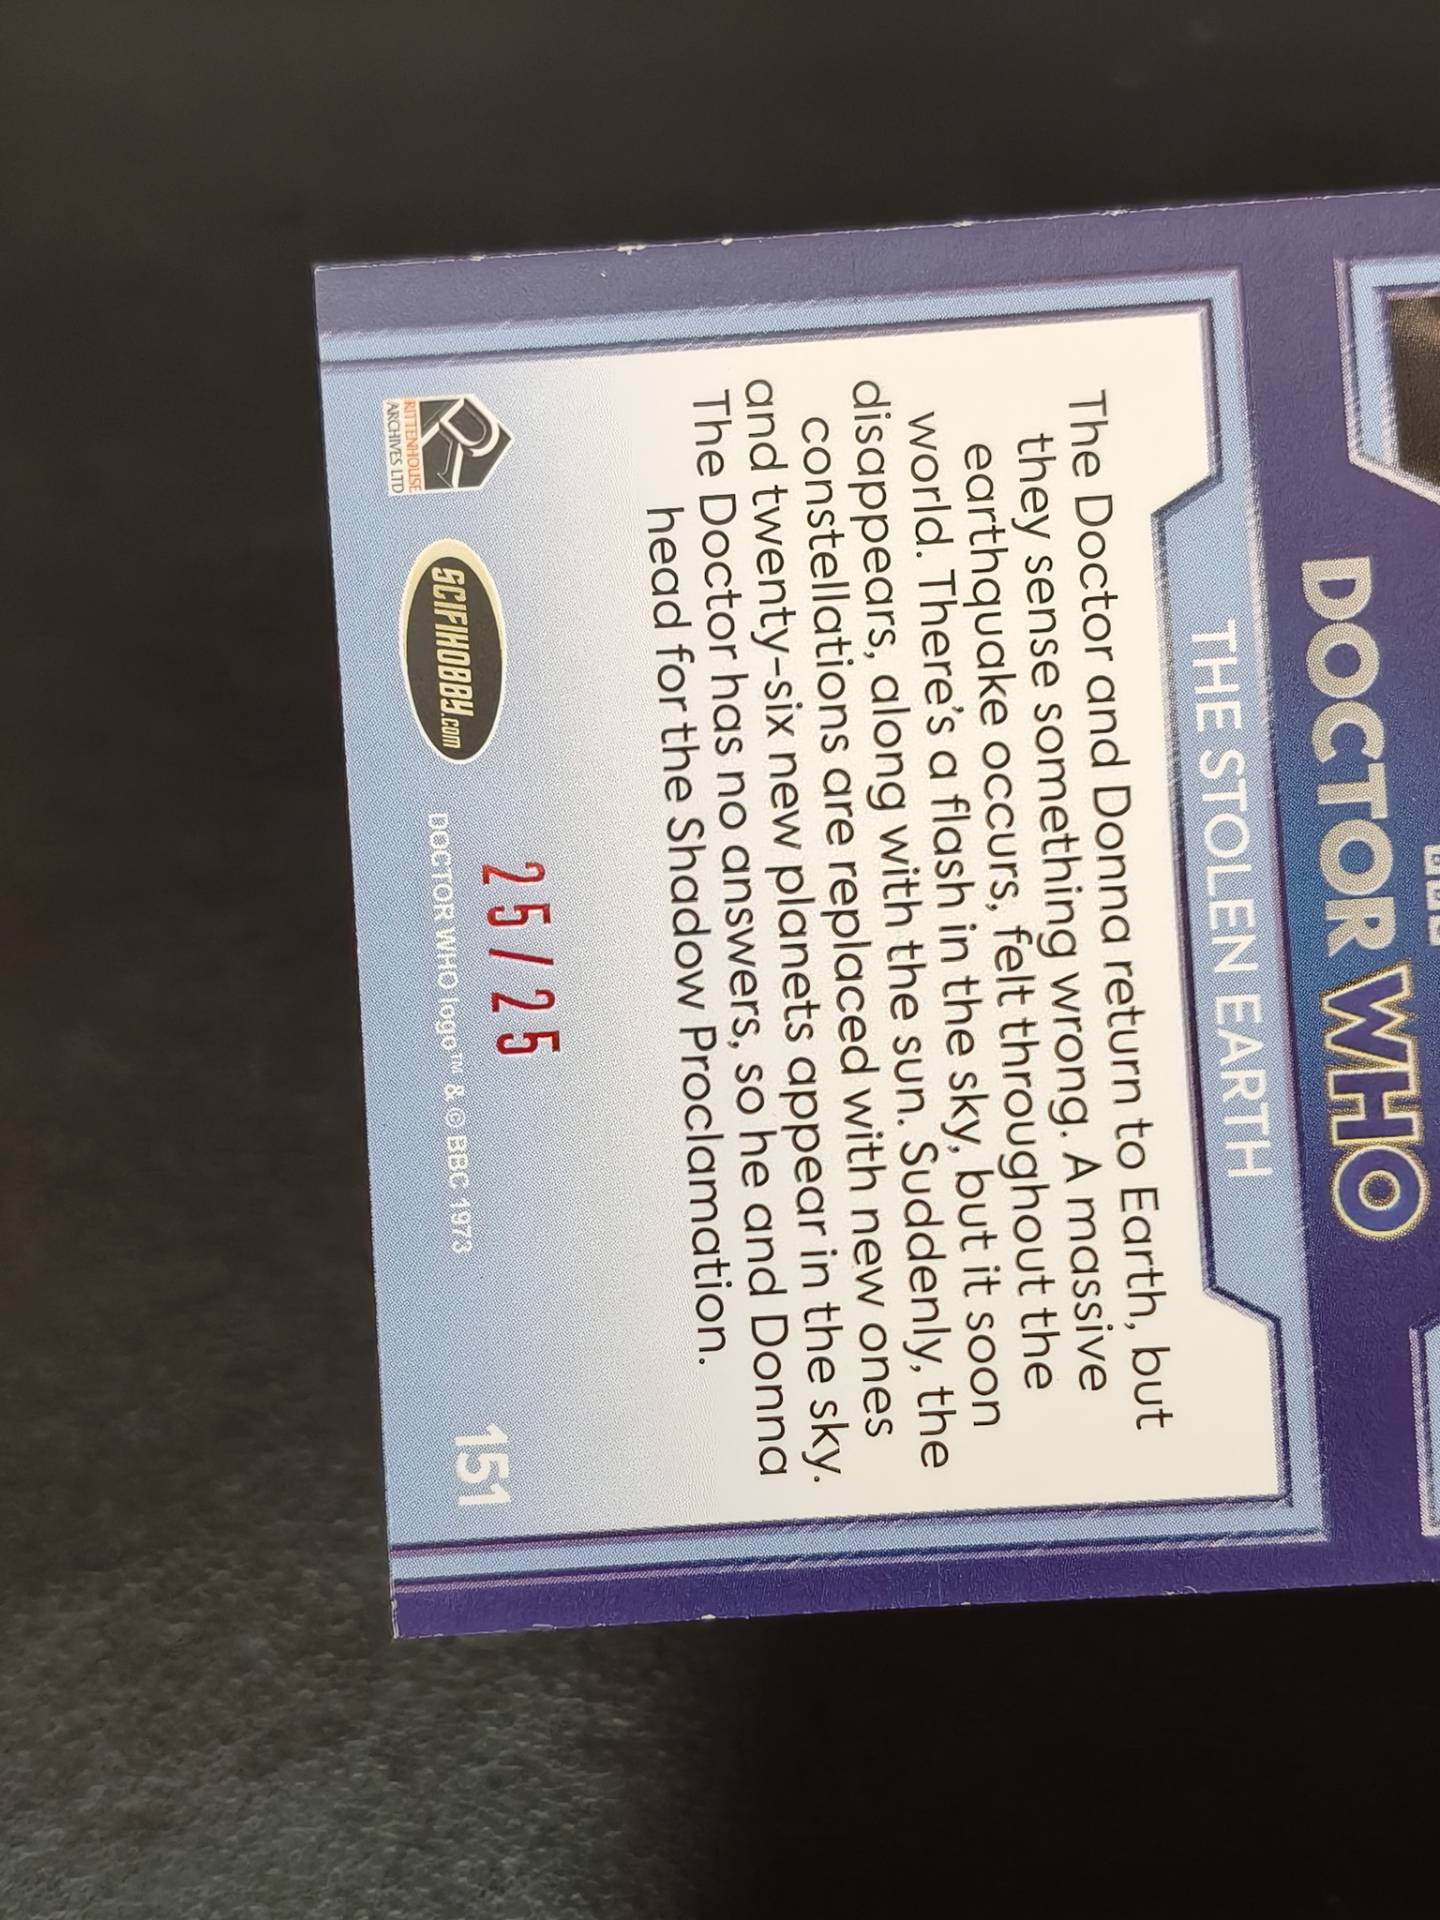 DOCTOR WHO
THE STOLEN EARTH
The Doctor and Donna return to Earth, but
they sense something wrong. A massive
earthquake occurs, felt throughout the
world. There's a flash in the sky, but it soon
disappears, along with the sun. Suddenly, the
constellations are replaced with new ones
and twenty-six new planets appear in the sky.
The Doctor has no answers, so he and Donna
head for the Shadow Proclamation.
25/25
RITTENHOUSE
ARCHIVES LTD
SCIFIHOBBY.com
DOCTOR WHO logo™ & © BBC 1973
151